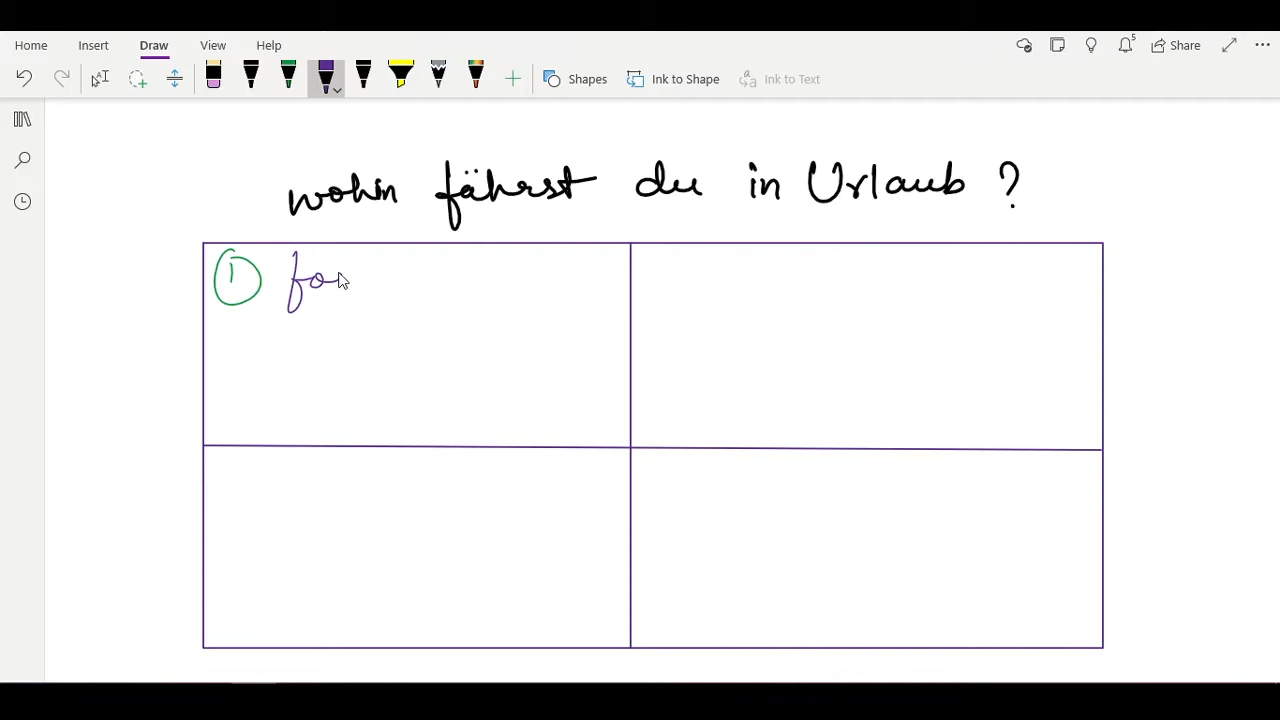 Home Insert Draw View Help
5 Share
Shapes Ink to Shape Ink to Text
wohin fährst du in Urlaub ?
1 fo